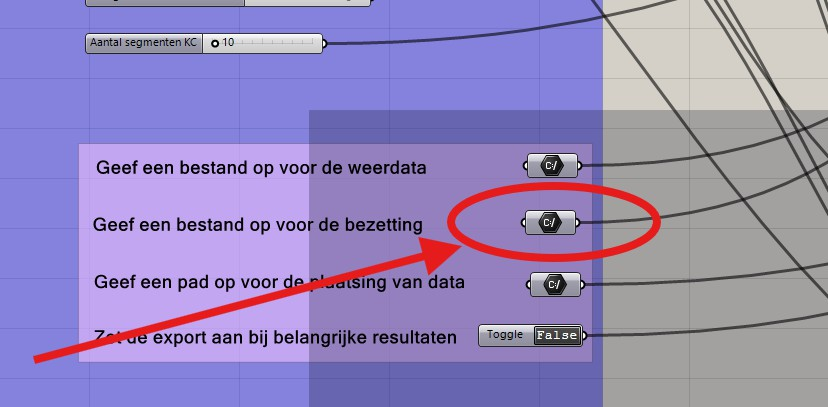 Aantal segmenten KC 10
Geef een bestand op voor de weerdata C:/
Geef een bestand op voor de bezetting C:/
Geef een pad op voor de plaatsing van data C:/
Zet de export aan bij belangrijke resultaten Toggle False